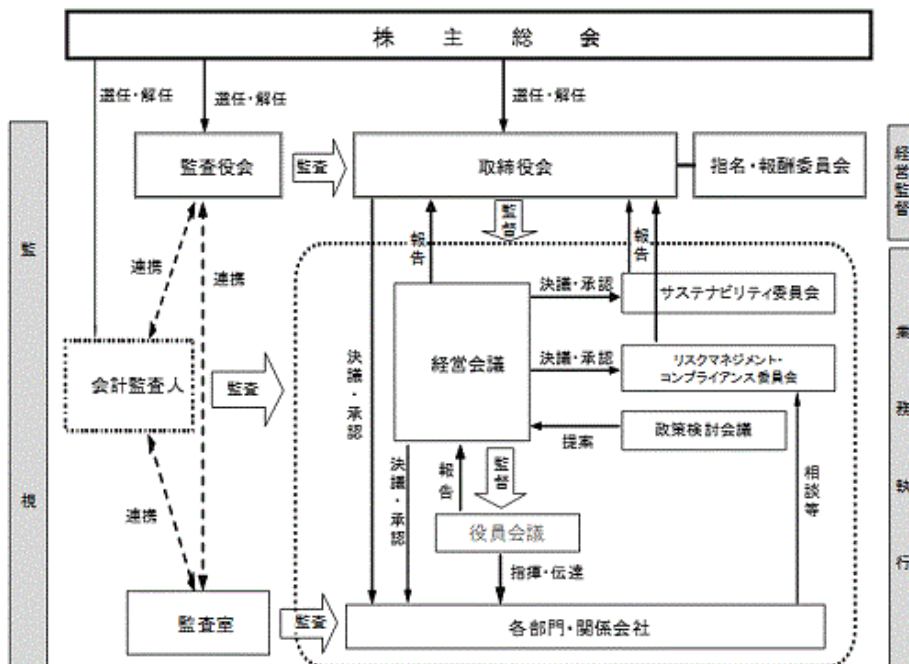 株主総会
選任・解任
選任・解任
選任・解任
監査役会
監査
取締役会
指名・報酬委員会
経営監督
監視
連携
連携
報告
監督
報告
決議・承認
サステナビリティ委員会
経営会議
決議・承認
リスクマネジメント・
コンプライアンス委員会
会計監査人
監査
決議・承認
提案
政策検討会議
業務執行
連携
決議・承認
報告
監督
相談等
役員会議
指揮・伝達
監査室
監査
各部門・関係会社